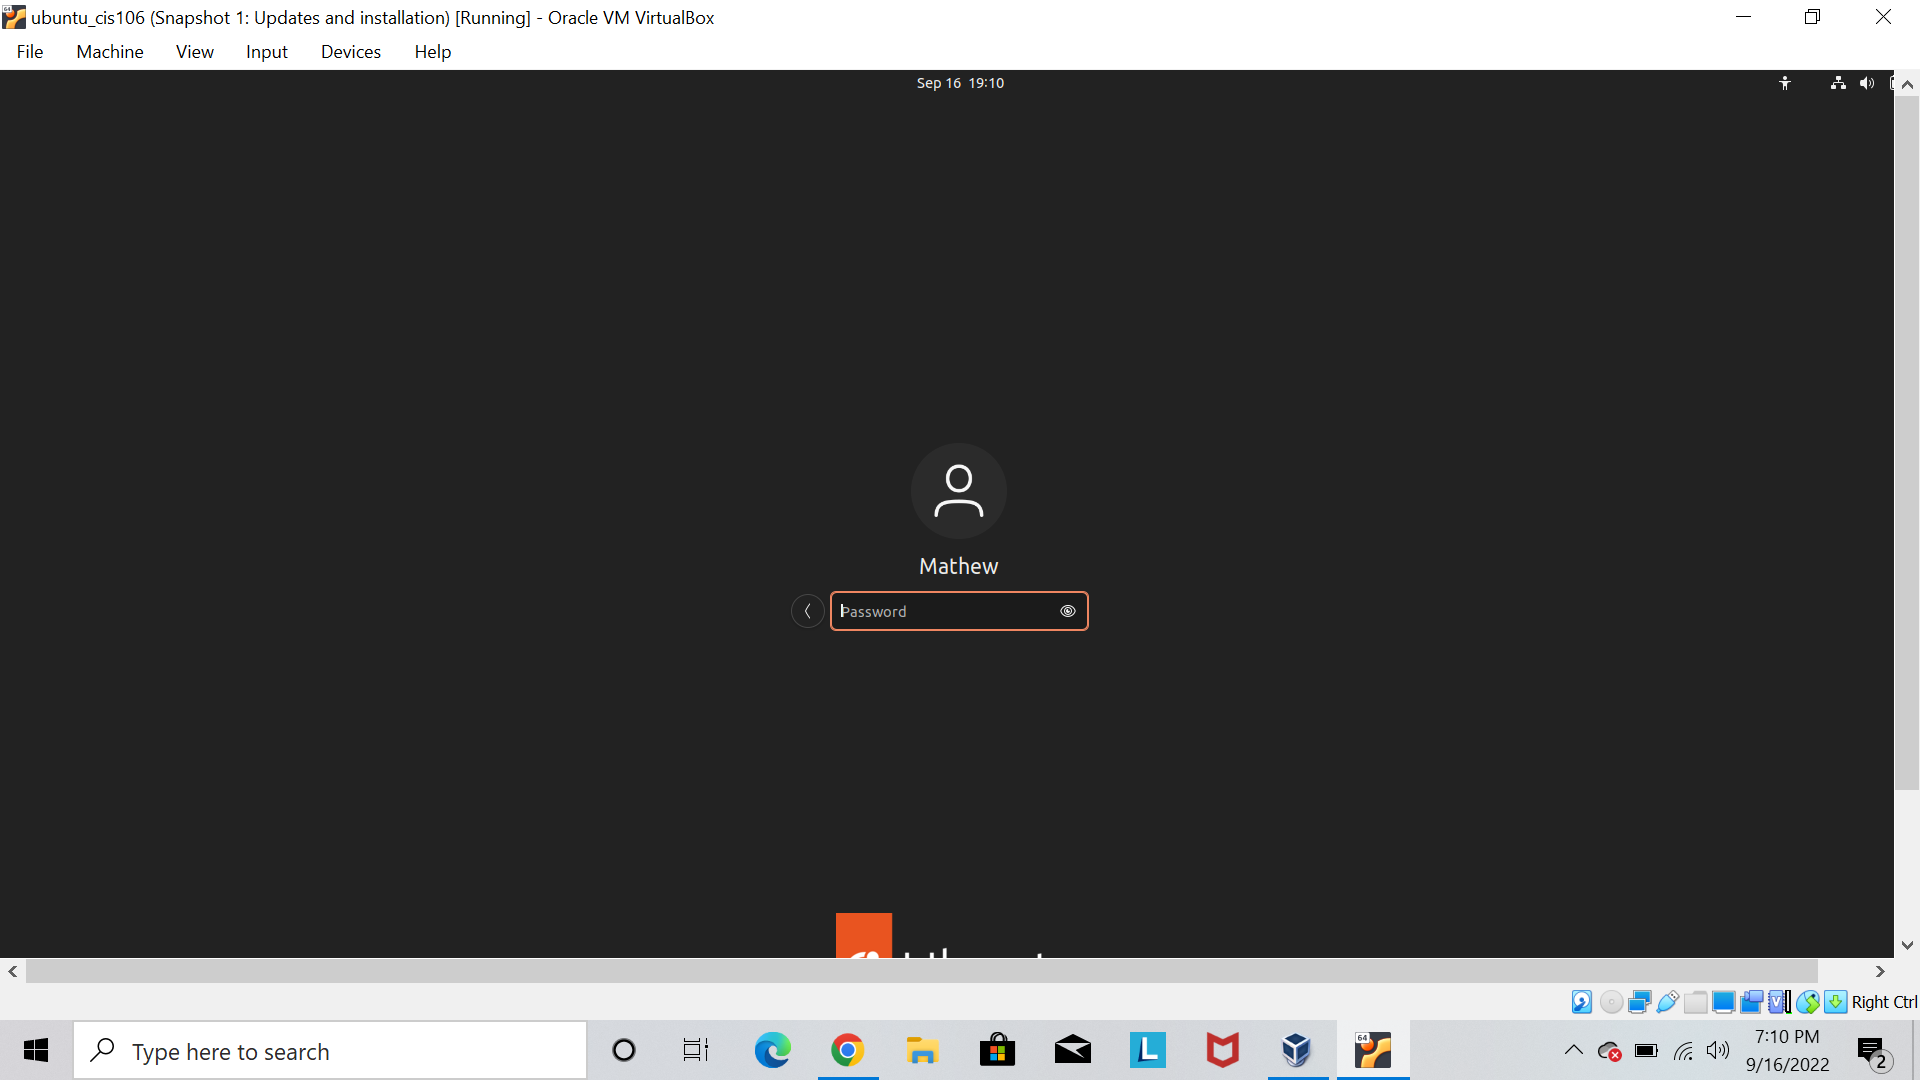 ubuntu_cis106 (Snapshot 1: Updates and installation) [Running] - Oracle VM VirtualBox
File Machine View Input Devices Help
Sep 16 19:10
Mathew
Password
Right Ctrl
Type here to search
7:10 PM
9/16/2022
2